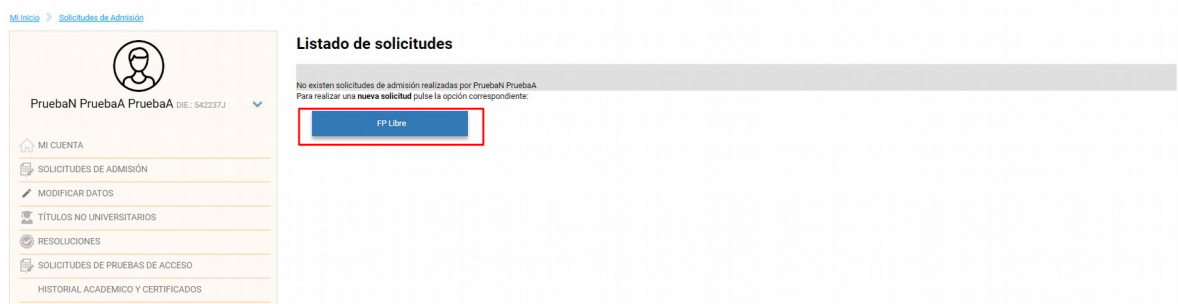 Mi Inicio > Solicitudes de Admisión
PruebaN PruebaA PruebaA DIE.: 542237J
MI CUENTA
SOLICITUDES DE ADMISIÓN
MODIFICAR DATOS
TÍTULOS NO UNIVERSITARIOS
RESOLUCIONES
SOLICITUDES DE PRUEBAS DE ACCESO
HISTORIAL ACADEMICO Y CERTIFICADOS
Listado de solicitudes
No existen solicitudes de admisión realizadas por PruebaN PruebaA
Para realizar una nueva solicitud pulse la opción correspondiente:
FP Libre